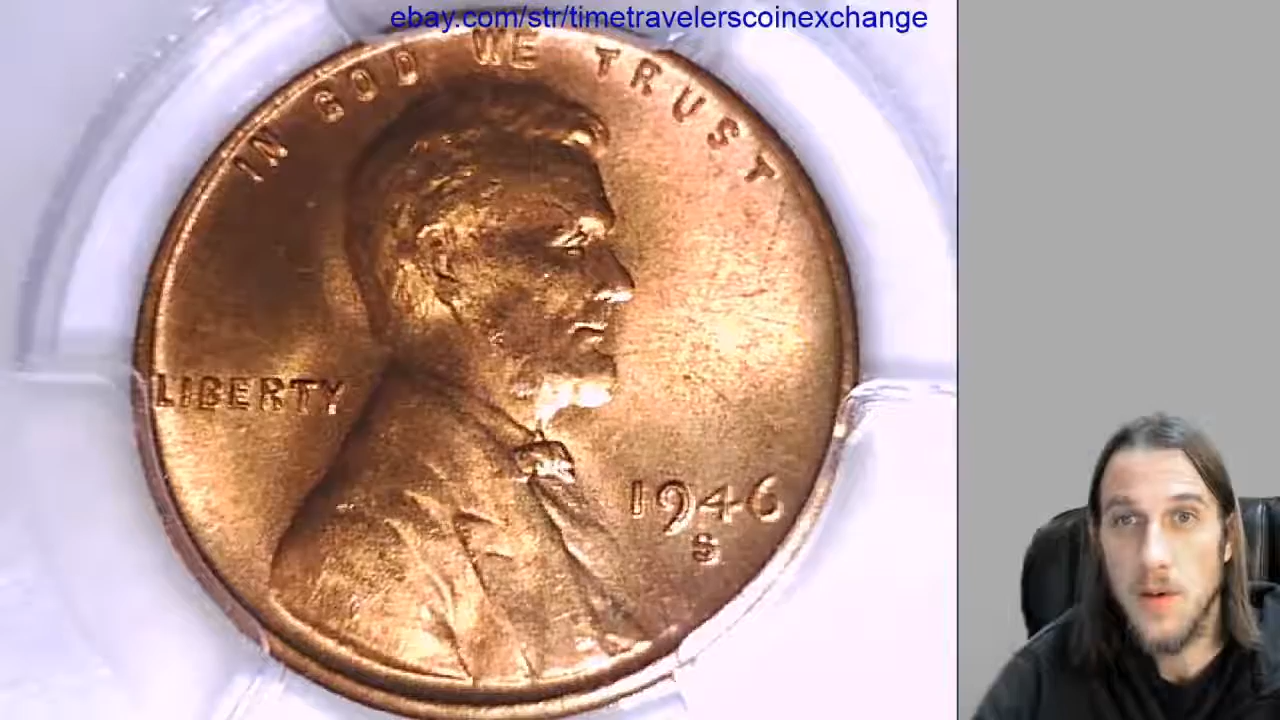 ebay.com/str/timetravelerscoinexchange
IN GOD WE TRUST
LIBERTY
1946
S